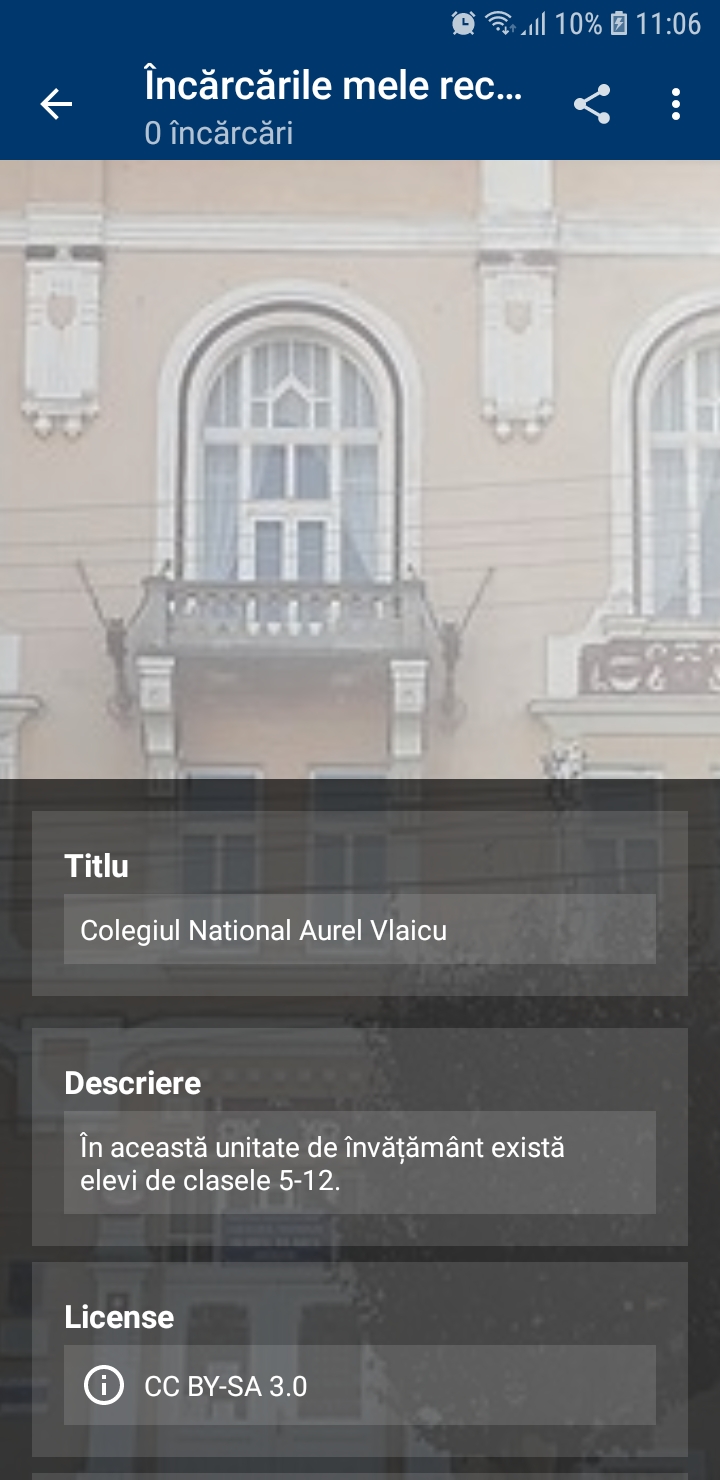 10% 11:06
Încărcările mele rec...
0 încărcări
Titlu
Colegiul National Aurel Vlaicu
Descriere
În această unitate de învățământ există
elevi de clasele 5-12.
License
CC BY-SA 3.0